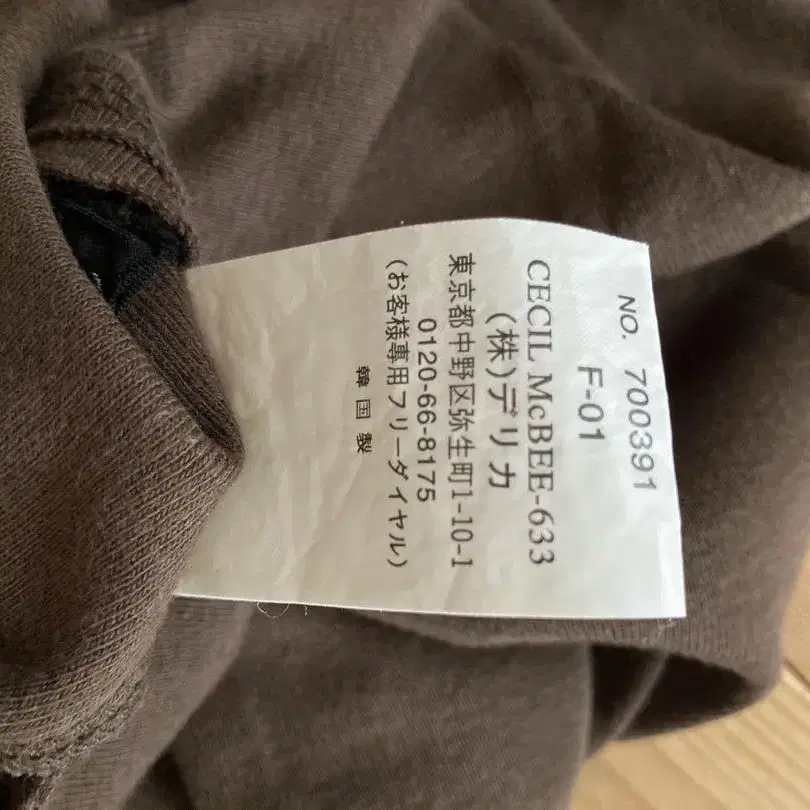 NO. 700391
F-01
CECIL McBEE-633
(株)デリカ
東京都中野区弥生町1-10-1
0120-66-8175
(お客様専用フリーダイヤル)
韓国製